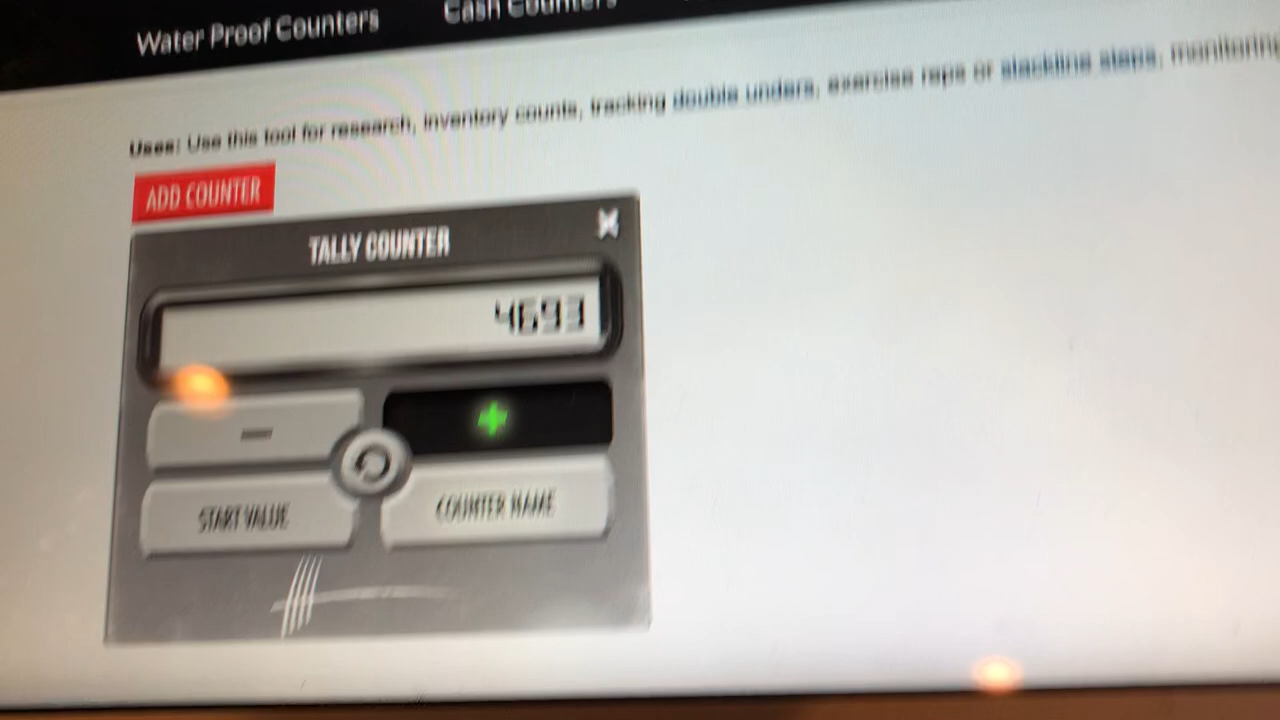 Water Proof Counters
Cash Counters
Uses: Use this tool for research, inventory counts, tracking double unders, exercise reps or slackline steps, monitoring
ADD COUNTER
TALLY COUNTER
4693
START VALUE
COUNTER NAME